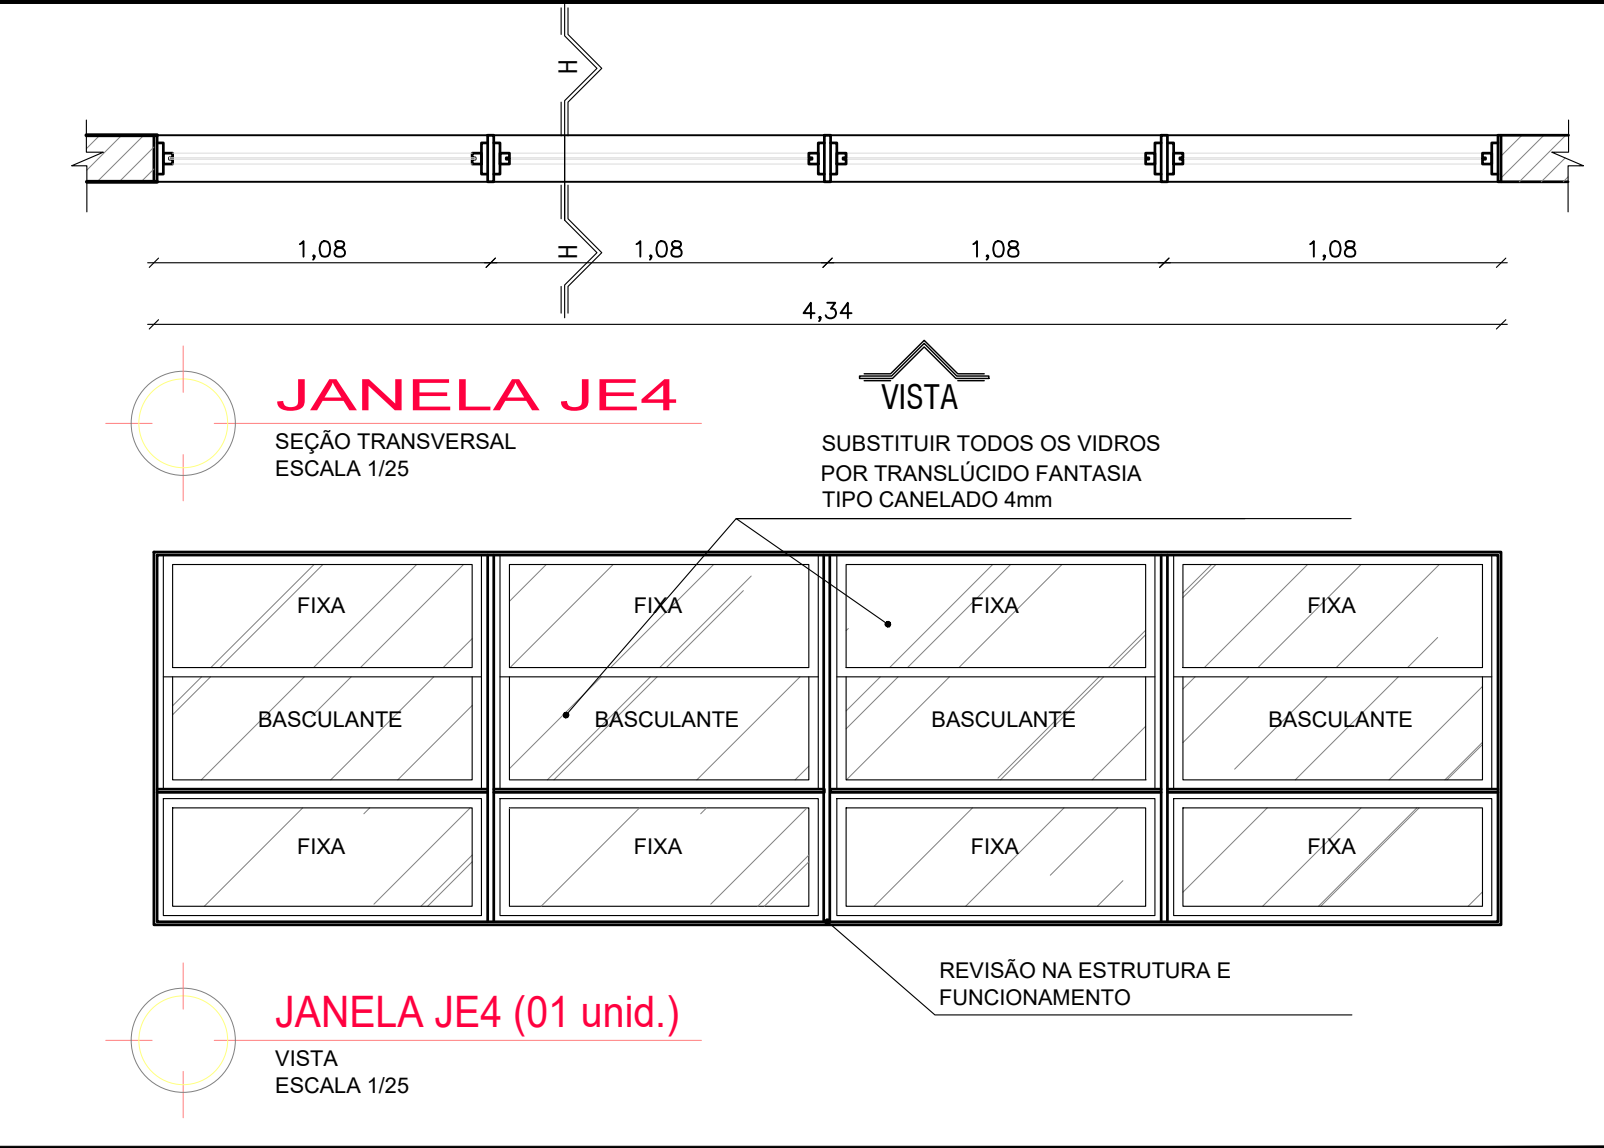 H
1,08
H
1,08
1,08
1,08
4,34
JANELA JE4
SEÇÃO TRANSVERSAL
ESCALA 1/25
VISTA
SUBSTITUIR TODOS OS VIDROS
POR TRANSLÚCIDO FANTASIA
TIPO CANELADO 4mm
FIXA
FIXA
FIXA
FIXA
BASCULANTE
BASCULANTE
BASCULANTE
BASCULANTE
FIXA
FIXA
FIXA
FIXA
REVISÃO NA ESTRUTURA E
FUNCIONAMENTO
JANELA JE4 (01 unid.)
VISTA
ESCALA 1/25